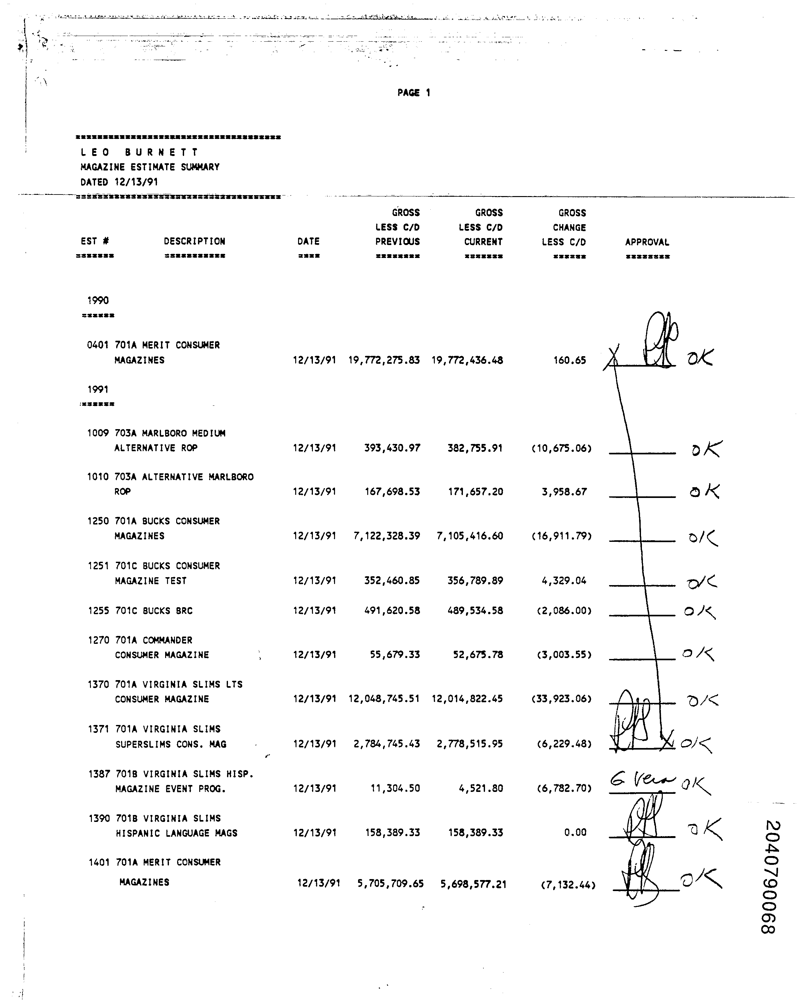 PAGE 1
====================================
L E O   B U R N E T T
MAGAZINE ESTIMATE SUMMARY
DATED 12/13/91
====================================
GROSS GROSS GROSS
LESS C/D LESS C/D CHANGE
EST # DESCRIPTION DATE PREVIOUS CURRENT LESS C/D APPROVAL
======= =========== ==== ======== ======= ====== ========
1990
======
0401 701A MERIT CONSUMER
MAGAZINES 12/13/91 19,772,275.83 19,772,436.48 160.65 X OK
1991
======
1009 703A MARLBORO MEDIUM
ALTERNATIVE ROP 12/13/91 393,430.97 382,755.91 (10,675.06) OK
1010 703A ALTERNATIVE MARLBORO
ROP 12/13/91 167,698.53 171,657.20 3,958.67 OK
1250 701A BUCKS CONSUMER
MAGAZINES 12/13/91 7,122,328.39 7,105,416.60 (16,911.79) O/C
1251 701C BUCKS CONSUMER
MAGAZINE TEST 12/13/91 352,460.85 356,789.89 4,329.04 OK
1255 701C BUCKS BRC 12/13/91 491,620.58 489,534.58 (2,086.00) OK
1270 701A COMMANDER
CONSUMER MAGAZINE 12/13/91 55,679.33 52,675.78 (3,003.55) OK
1370 701A VIRGINIA SLIMS LTS
CONSUMER MAGAZINE 12/13/91 12,048,745.51 12,014,822.45 (33,923.06) OK
1371 701A VIRGINIA SLIMS
SUPERSLIMS CONS. MAG 12/13/91 2,784,745.43 2,778,515.95 (6,229.48) X OK
1387 701B VIRGINIA SLIMS HISP.
MAGAZINE EVENT PROG. 12/13/91 11,304.50 4,521.80 (6,782.70) G Vera OK
1390 701B VIRGINIA SLIMS
HISPANIC LANGUAGE MAGS 12/13/91 158,389.33 158,389.33 0.00 OK
1401 701A MERIT CONSUMER
MAGAZINES 12/13/91 5,705,709.65 5,698,577.21 (7,132.44) OK
2040790068